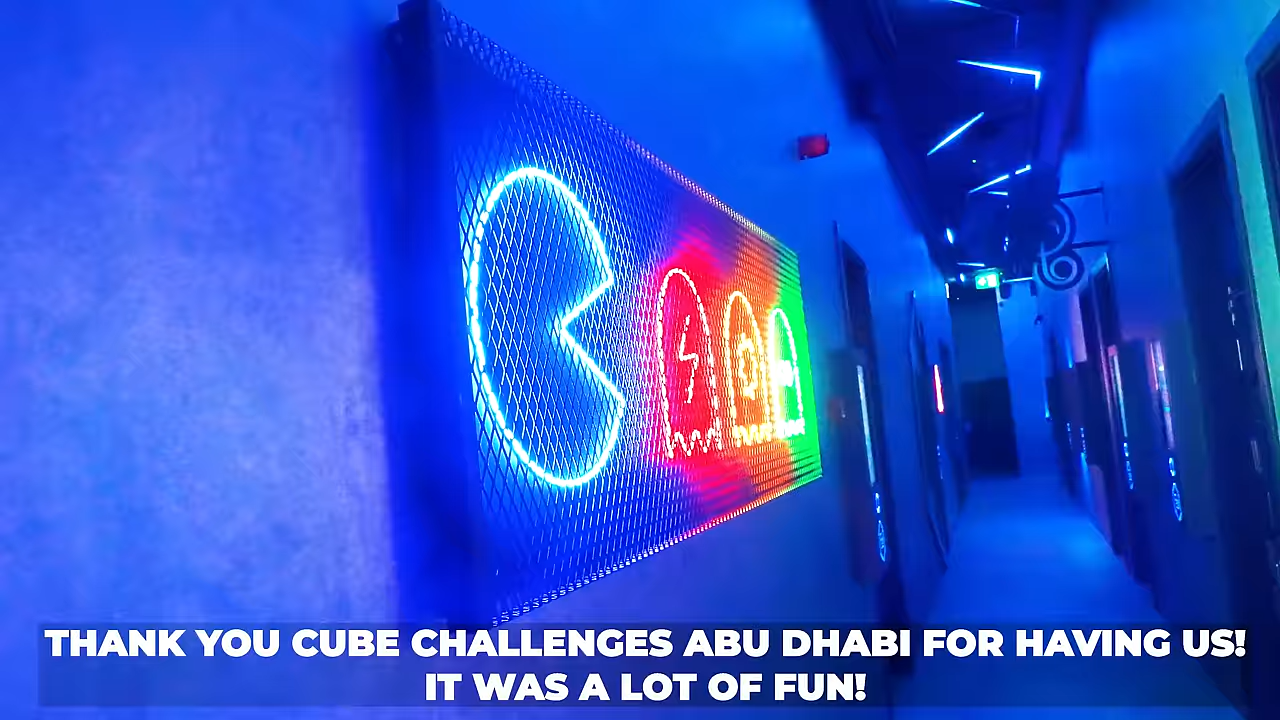 THANK YOU CUBE CHALLENGES ABU DHABI FOR HAVING US!
IT WAS A LOT OF FUN!